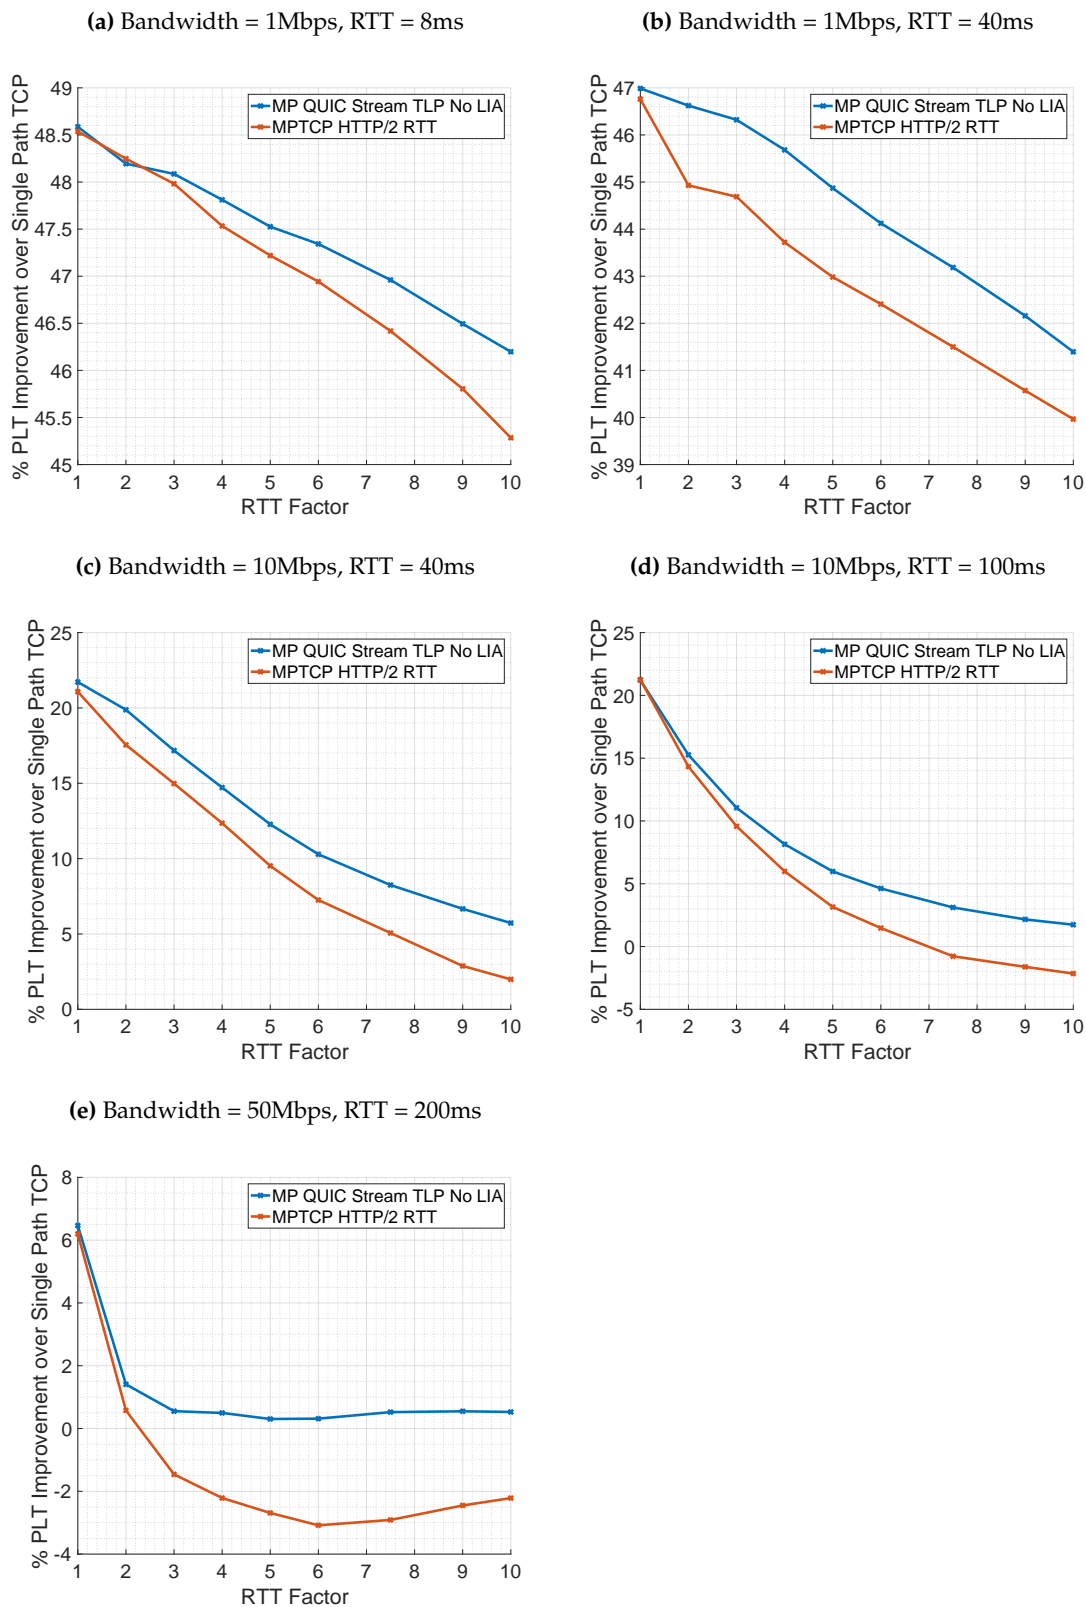 (a) Bandwidth = 1Mbps, RTT = 8ms
% PLT Improvement over Single Path TCP
49
48.5
48
47.5
47
46.5
46
45.5
45
MP QUIC Stream TLP No LIA
MPTCP HTTP/2 RTT
1 2 3 4 5 6 7 8 9 10
RTT Factor
(b) Bandwidth = 1Mbps, RTT = 40ms
% PLT Improvement over Single Path TCP
47
46
45
44
43
42
41
40
39
MP QUIC Stream TLP No LIA
MPTCP HTTP/2 RTT
1 2 3 4 5 6 7 8 9 10
RTT Factor
(c) Bandwidth = 10Mbps, RTT = 40ms
% PLT Improvement over Single Path TCP
25
20
15
10
5
0
MP QUIC Stream TLP No LIA
MPTCP HTTP/2 RTT
1 2 3 4 5 6 7 8 9 10
RTT Factor
(d) Bandwidth = 10Mbps, RTT = 100ms
% PLT Improvement over Single Path TCP
25
20
15
10
5
0
-5
MP QUIC Stream TLP No LIA
MPTCP HTTP/2 RTT
1 2 3 4 5 6 7 8 9 10
RTT Factor
(e) Bandwidth = 50Mbps, RTT = 200ms
% PLT Improvement over Single Path TCP
8
6
4
2
0
-2
-4
MP QUIC Stream TLP No LIA
MPTCP HTTP/2 RTT
1 2 3 4 5 6 7 8 9 10
RTT Factor